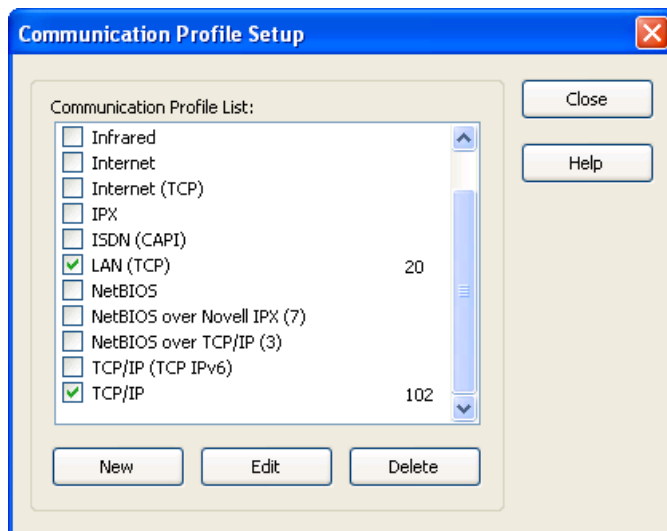 Communication Profile Setup
Communication Profile List:
Infrared
Internet
Internet (TCP)
IPX
ISDN (CAPI)
LAN (TCP) 20
NetBIOS
NetBIOS over Novell IPX (7)
NetBIOS over TCP/IP (3)
TCP/IP (TCP IPv6)
TCP/IP 102
New Edit Delete
Close
Help